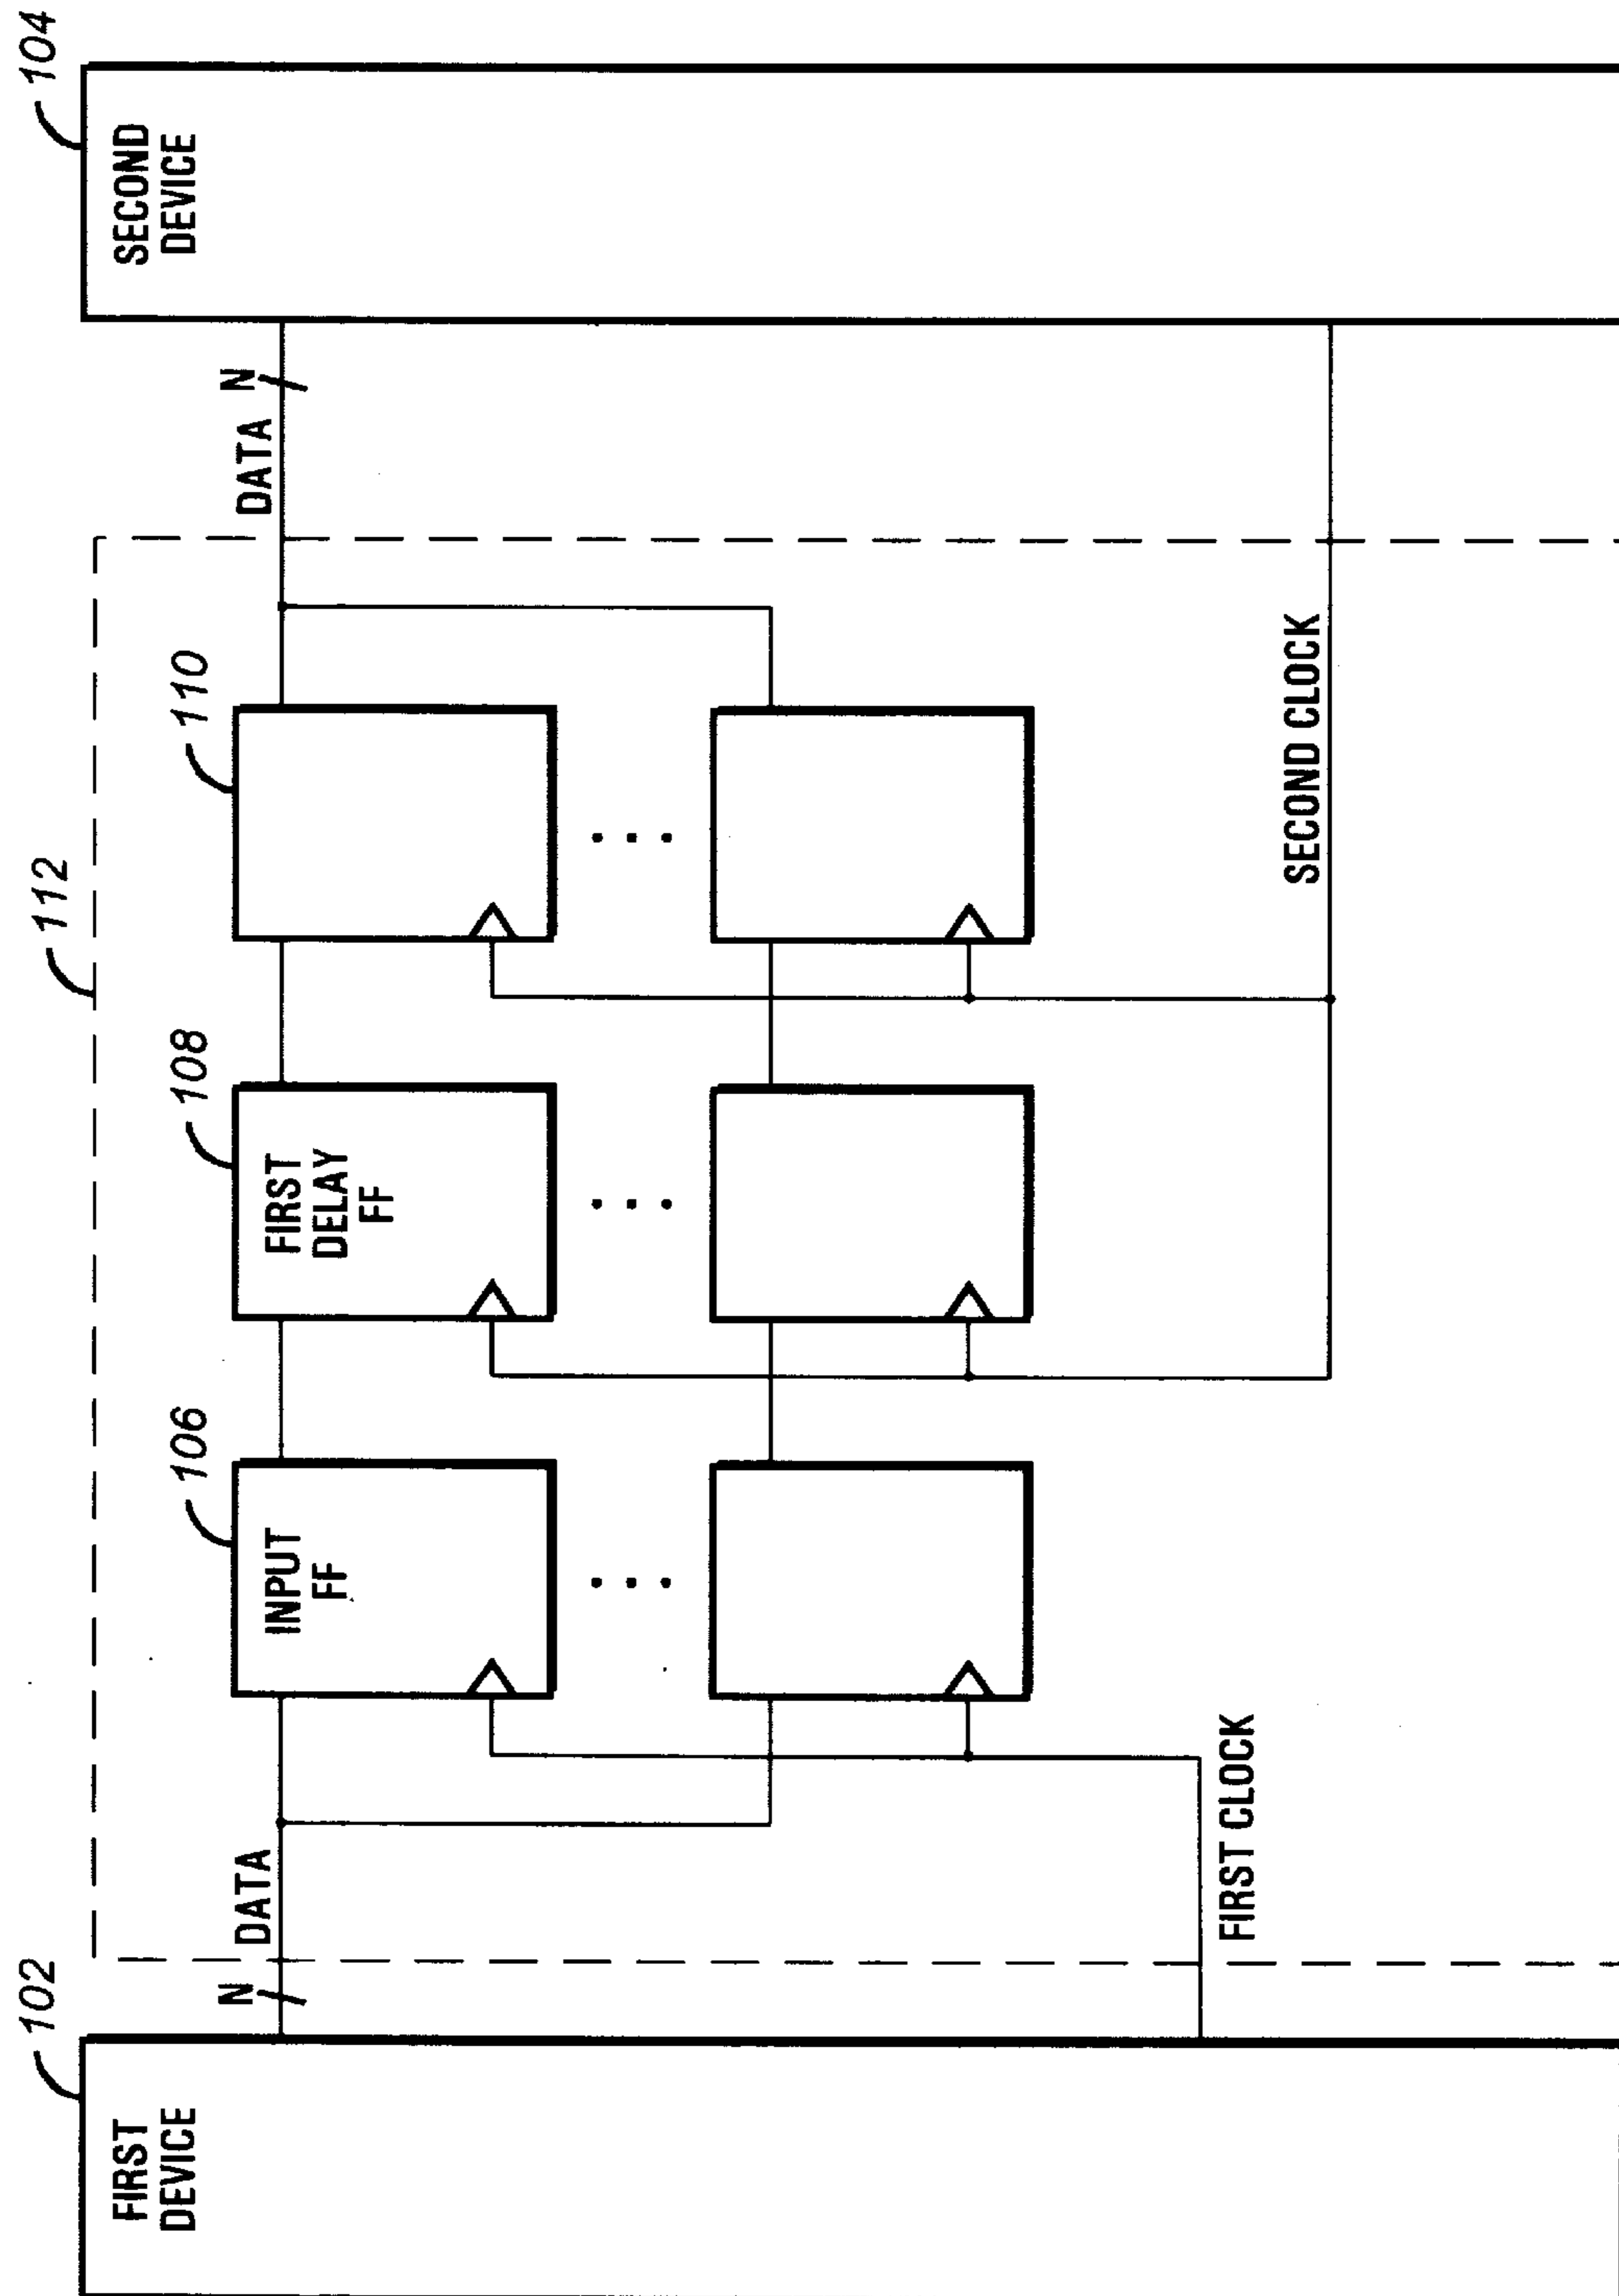 112
102
104
FIRST
DEVICE
SECOND
DEVICE
106
108
110
N
DATA
DATA
N
INPUT
FF
FIRST
DELAY
FF
FIRST CLOCK
SECOND CLOCK